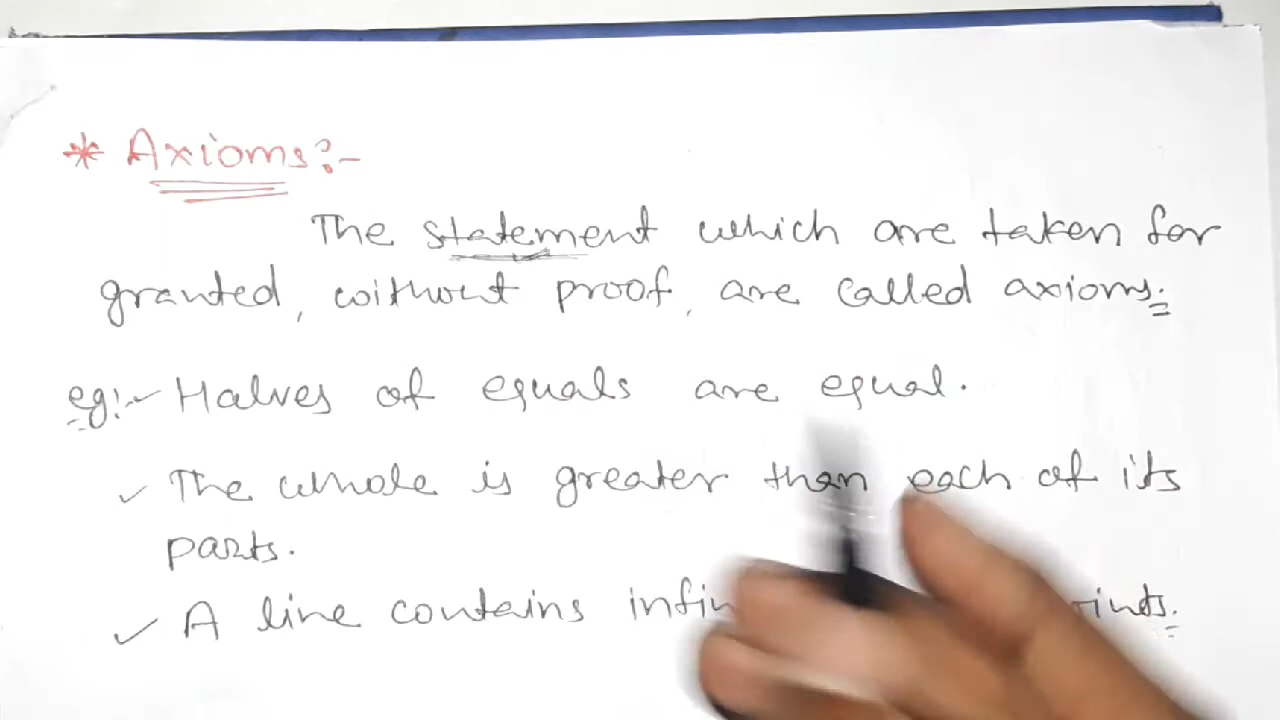 * Axioms:-
The statement which are taken for
granted, without proof, are called axioms.
eg:- Halves of equals are equal.
✓ The whole is greater than each of its
parts.
✓ A line contains